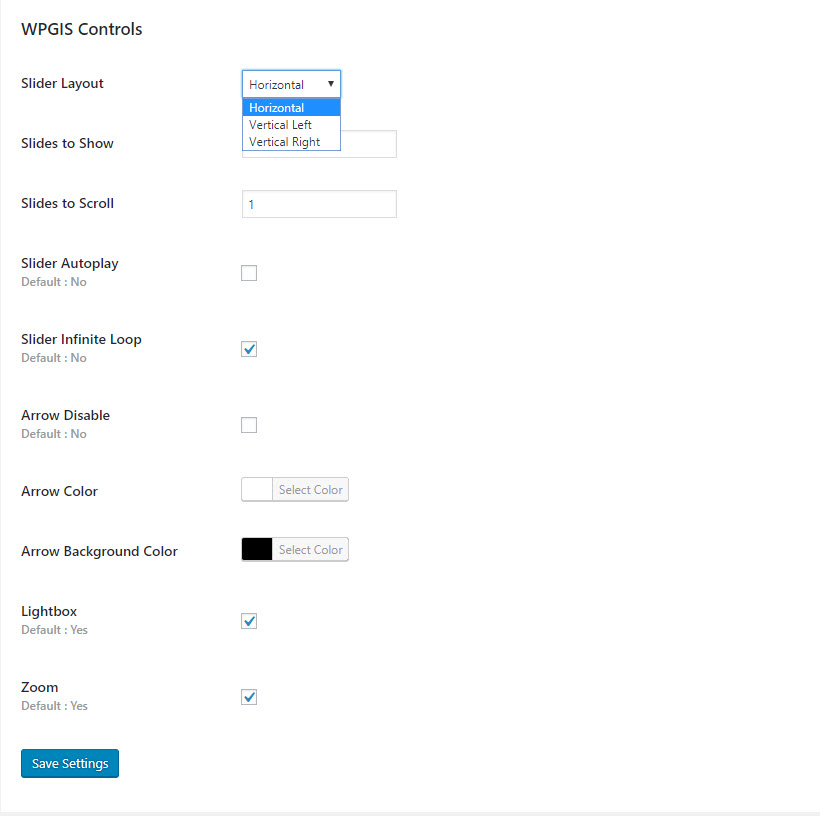 WPGIS Controls
Slider Layout
Horizontal
Horizontal
Vertical Left
Vertical Right
Slides to Show
Slides to Scroll
1
Slider Autoplay
Default : No
Slider Infinite Loop
Default : No
Arrow Disable
Default : No
Arrow Color
Select Color
Arrow Background Color
Select Color
Lightbox
Default : Yes
Zoom
Default : Yes
Save Settings